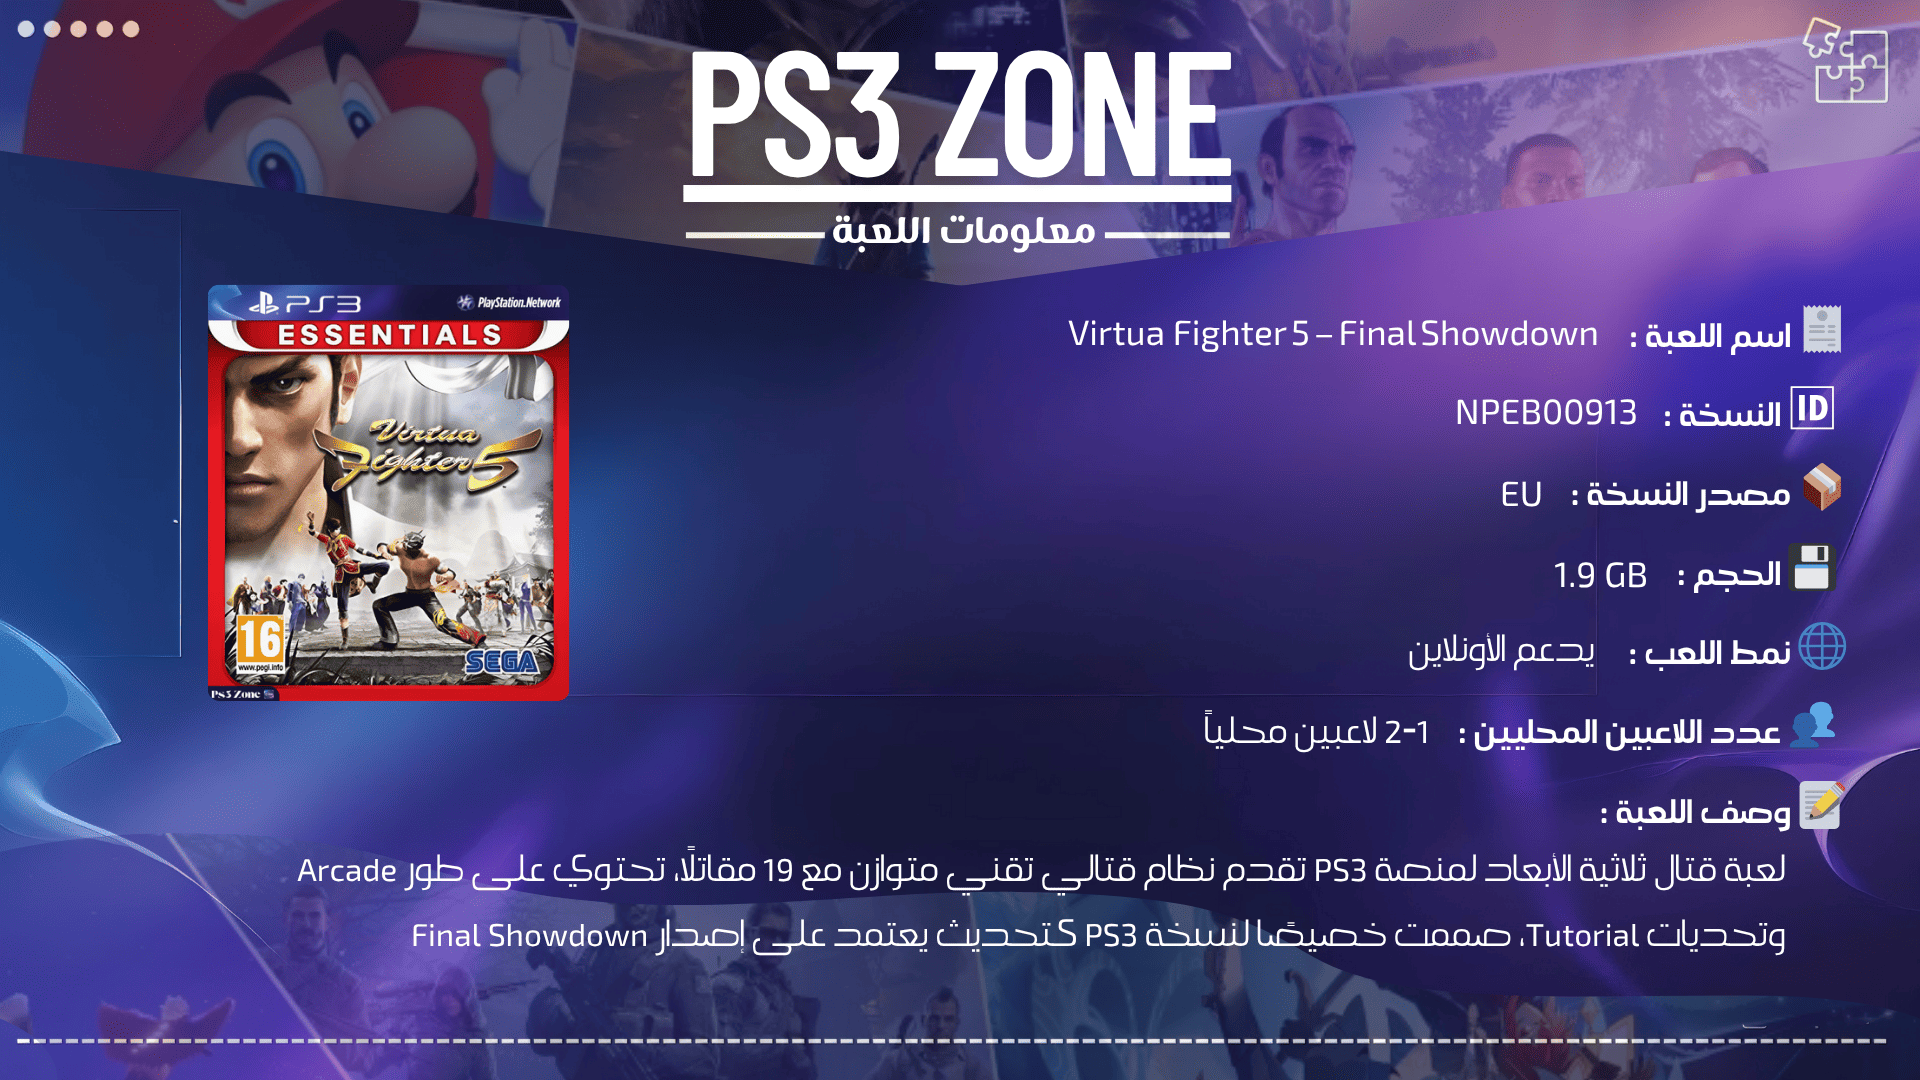 PS3 ZONE
معلومات اللعبة
PS3 PlayStation.Network
ESSENTIALS
Virtua
Fighter 5
16
www.pegi.info
SEGA
Ps3 Zone
اسم اللعبة : Virtua Fighter 5 – Final Showdown
ID النسخة : NPEB00913
مصدر النسخة : EU
الحجم : 1.9 GB
نمط اللعب : يدعم الأونلاين
عدد اللاعبين المحليين : 1-2 لاعبين محلياً
وصف اللعبة :
لعبة قتال ثلاثية الأبعاد لمنصة PS3 تقدم نظام قتالي تقني متوازن مع 19 مقاتلًا، تحتوي على طور Arcade
وتحديات Tutorial، صممت خصيصًا لنسخة PS3 كتحديث يعتمد على إصدار Final Showdown